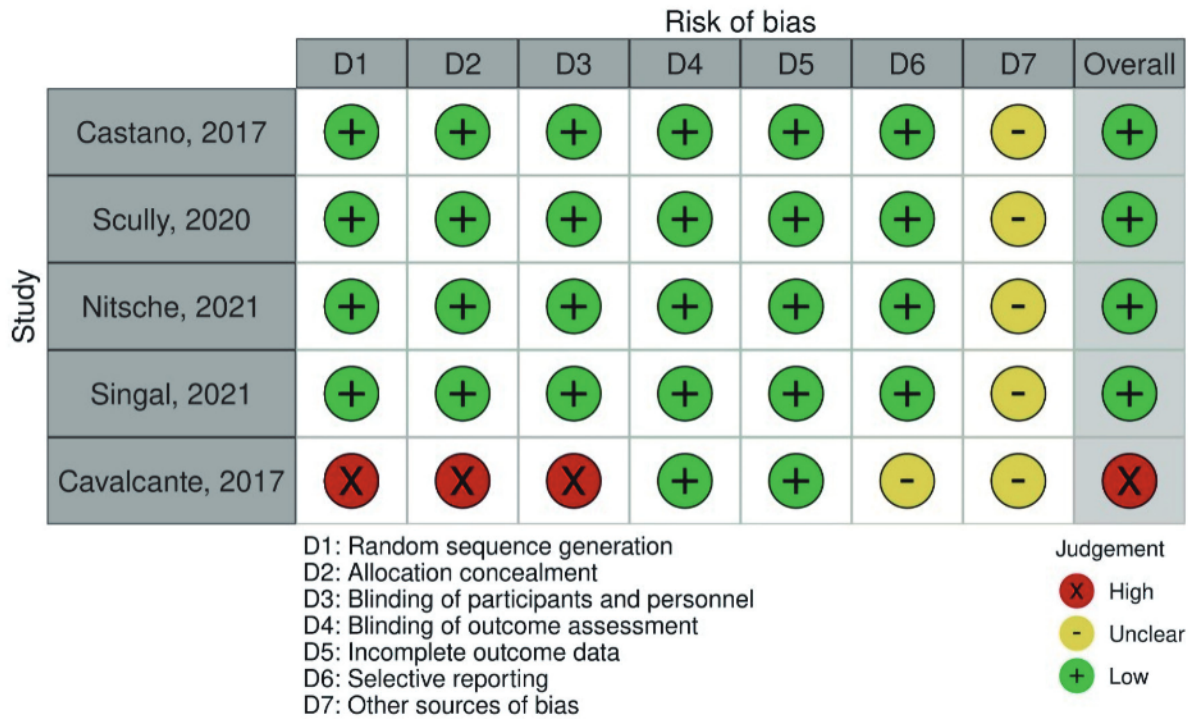 Risk of bias
D1 D2 D3 D4 D5 D6 D7 Overall
Study
Castano, 2017 + + + + + + - +
Scully, 2020 + + + + + + - +
Nitsche, 2021 + + + + + + - +
Singal, 2021 + + + + + + - +
Cavalcante, 2017 X X X + + - - X
D1: Random sequence generation
D2: Allocation concealment
D3: Blinding of participants and personnel
D4: Blinding of outcome assessment
D5: Incomplete outcome data
D6: Selective reporting
D7: Other sources of bias
Judgement
X High
- Unclear
+ Low